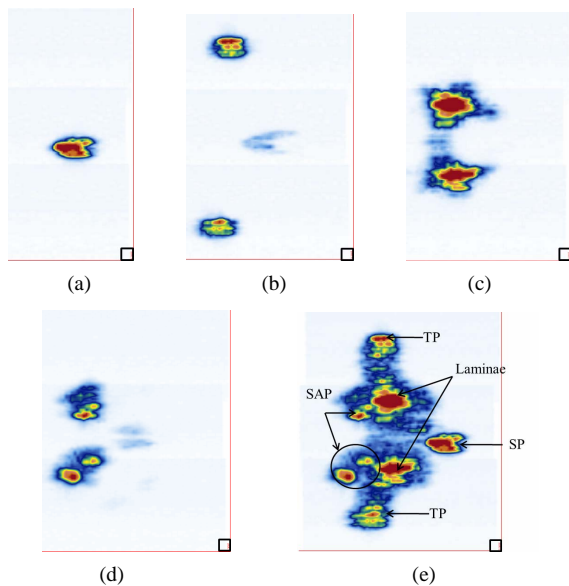 (a)
(b)
(c)
TP
Laminae
SAP
SP
TP
(d)
(e)